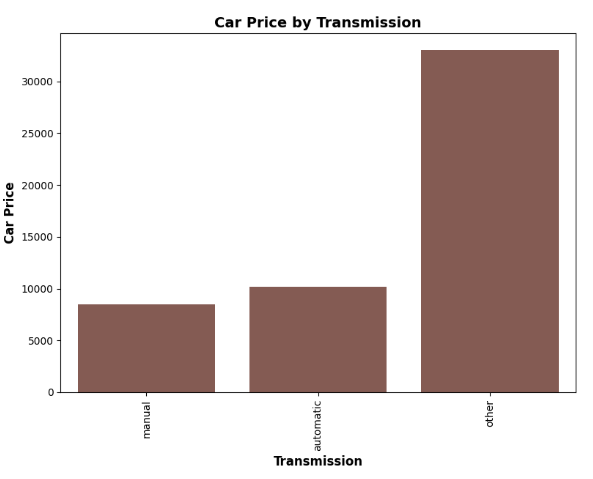 Car Price by Transmission
Car Price
30000
25000
20000
15000
10000
5000
0
manual
automatic
other
Transmission